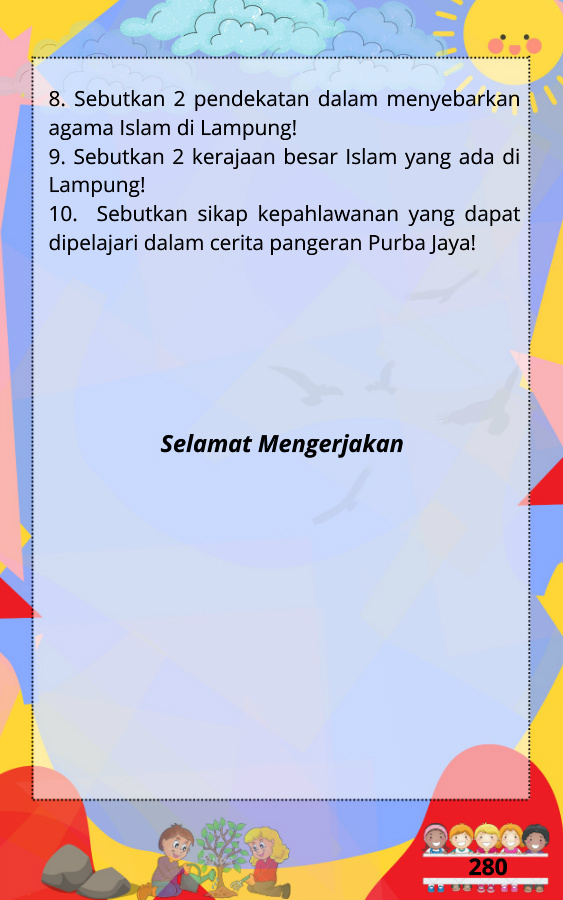 8. Sebutkan 2 pendekatan dalam menyebarkan
agama Islam di Lampung!
9. Sebutkan 2 kerajaan besar Islam yang ada di
Lampung!
10. Sebutkan sikap kepahlawanan yang dapat
dipelajari dalam cerita pangeran Purba Jaya!
Selamat Mengerjakan
280